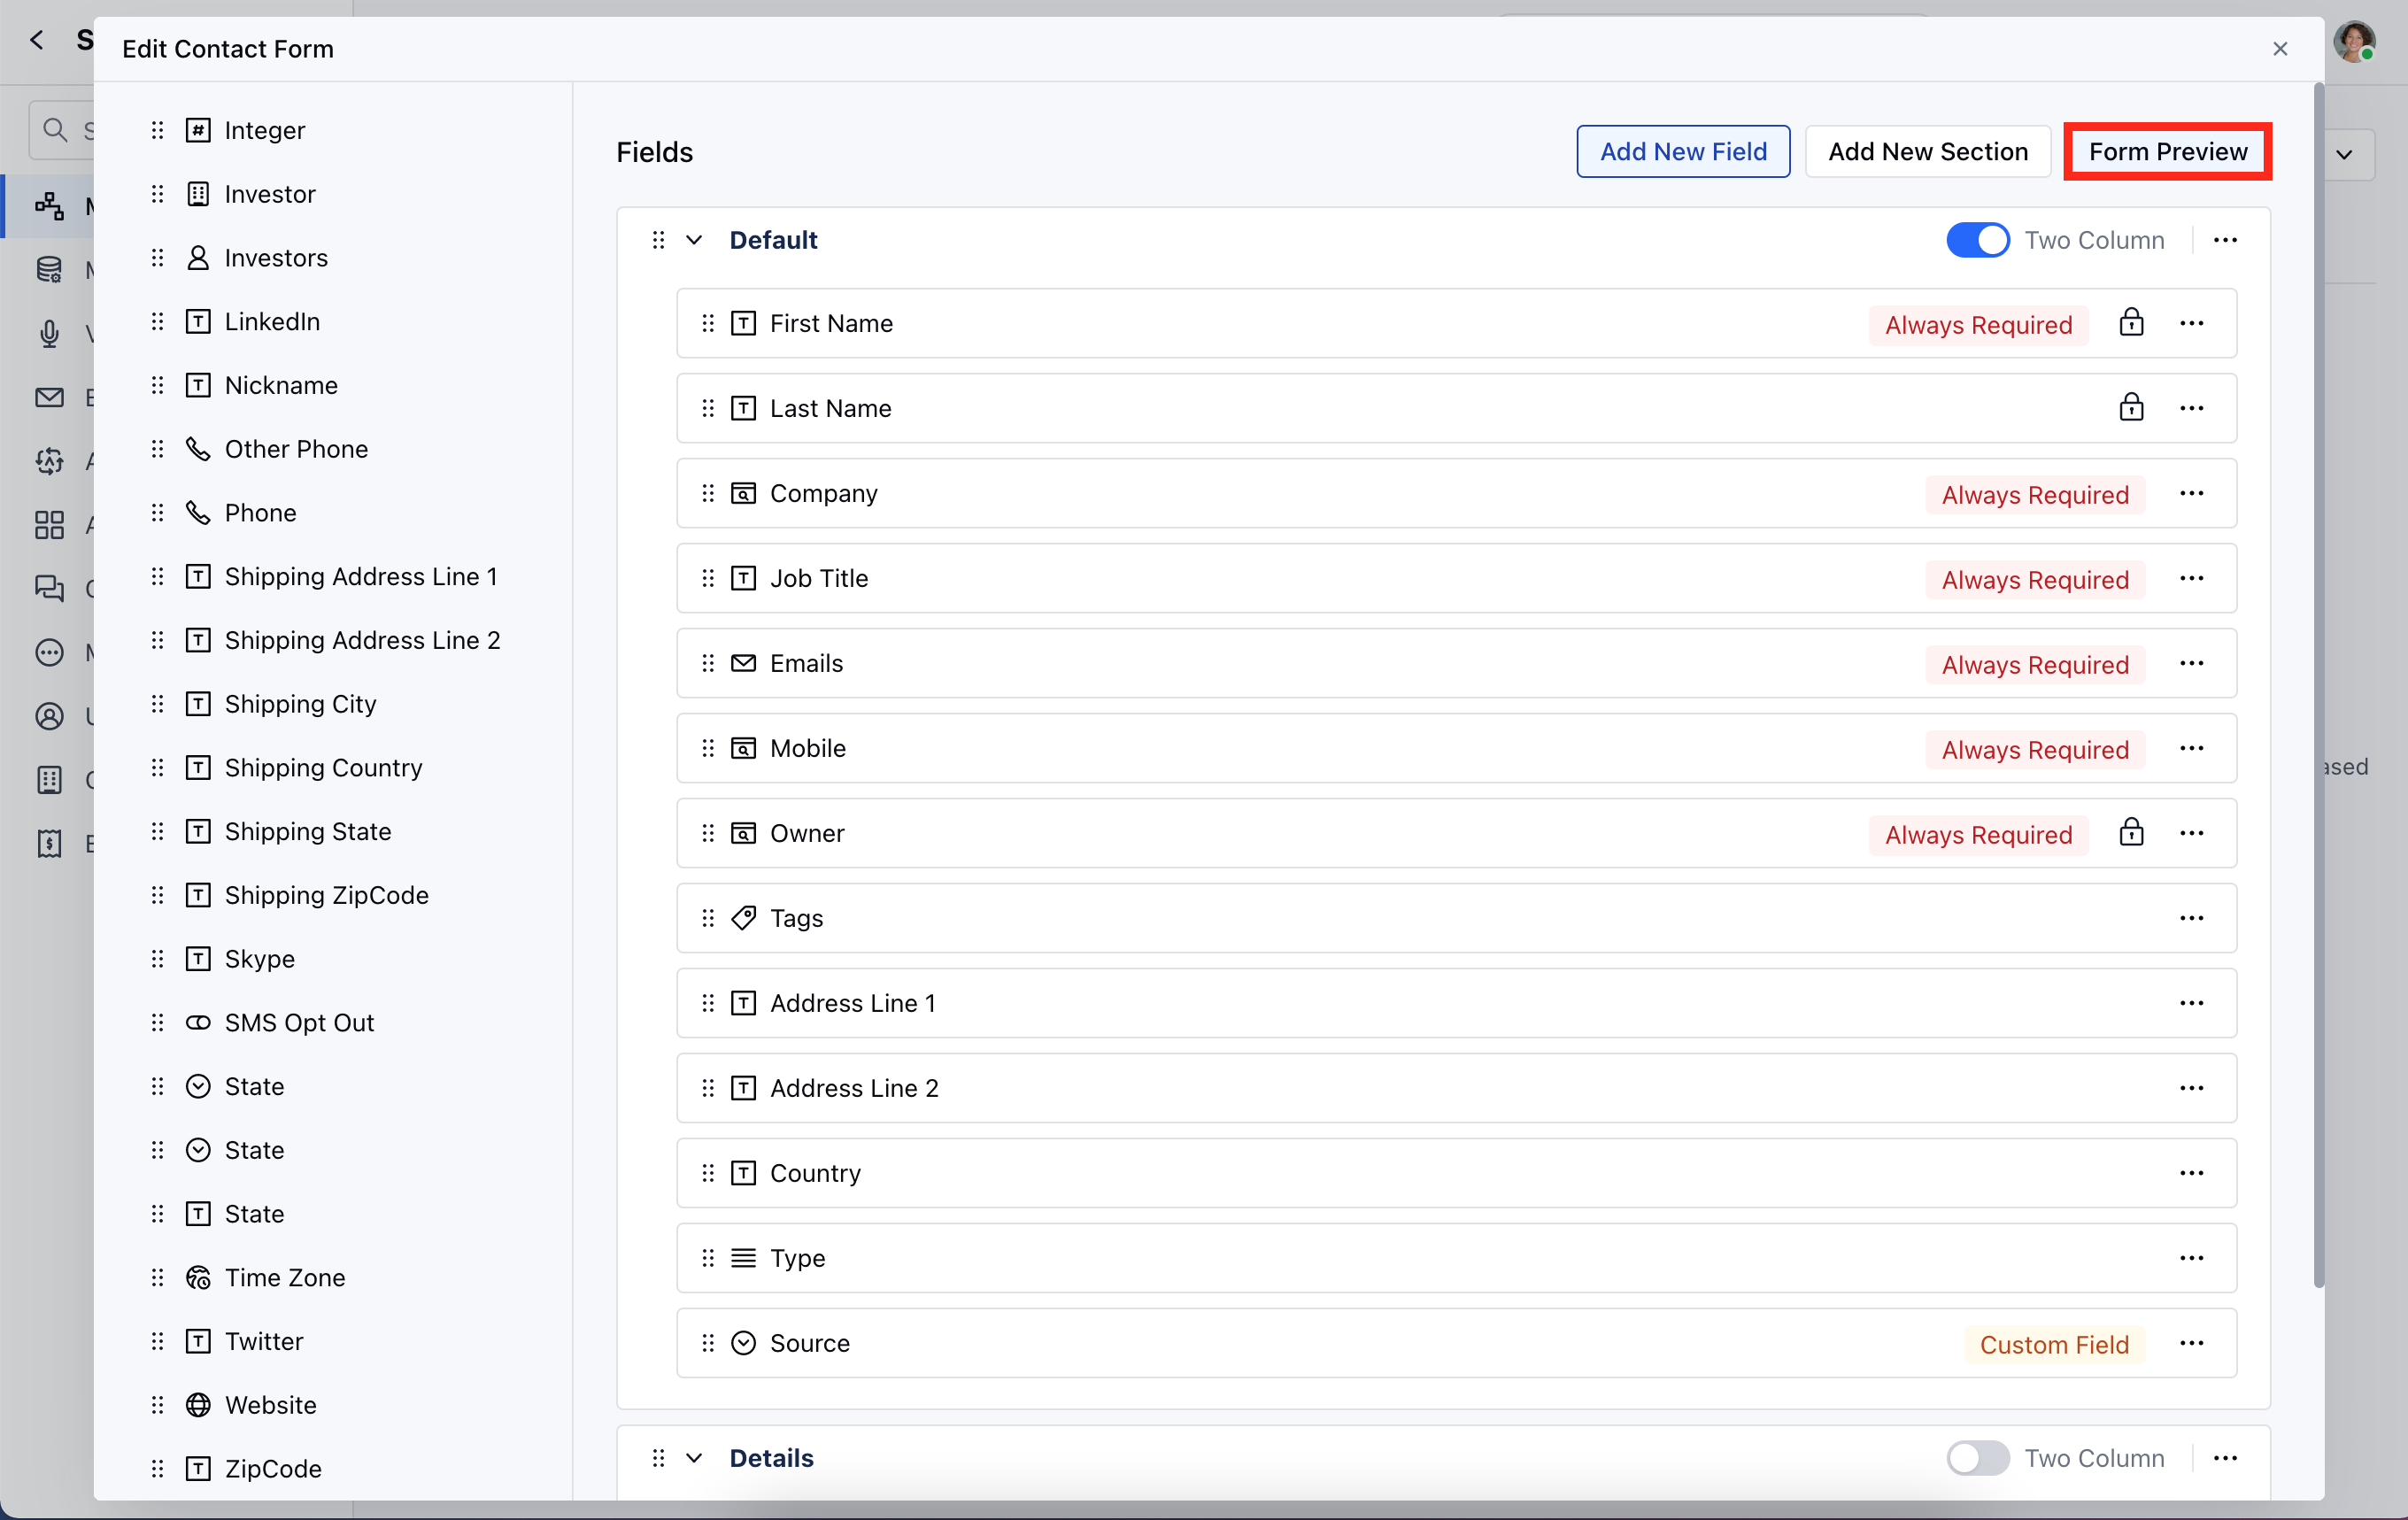 Edit Contact Form
Integer
Investor
Investors
LinkedIn
Nickname
Other Phone
Phone
Shipping Address Line 1
Shipping Address Line 2
Shipping City
Shipping Country
Shipping State
Shipping ZipCode
Skype
SMS Opt Out
State
State
State
Time Zone
Twitter
Website
ZipCode
Fields
Add New Field
Add New Section
Form Preview
Default
Two Column
First Name
Always Required
Last Name
Company
Always Required
Job Title
Always Required
Emails
Always Required
Mobile
Always Required
Owner
Always Required
Tags
Address Line 1
Address Line 2
Country
Type
Source
Custom Field
Details
Two Column